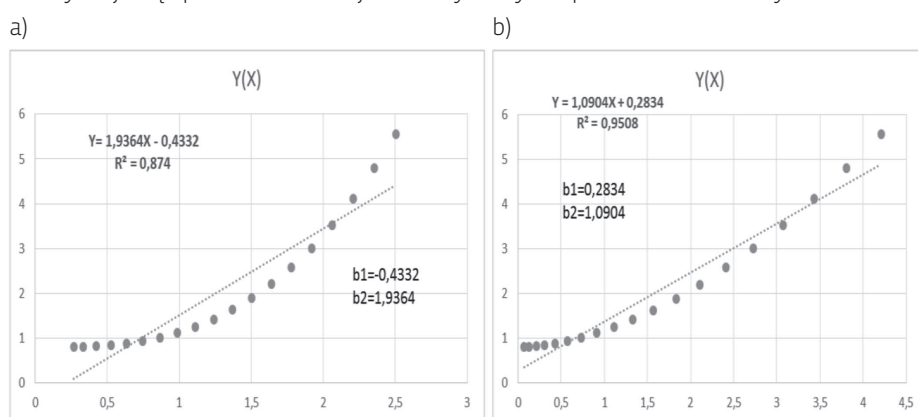 a)
b)
Y(X)
Y= 1,9364X - 0,4332
R² = 0,874
b1=-0,4332
b2=1,9364
6
5
4
3
2
1
0
0
0,5
1
1,5
2
2,5
3
Y(X)
Y = 1,0904X + 0,2834
R² = 0,9508
b1=0,2834
b2=1,0904
6
5
4
3
2
1
0
0
0,5
1
1,5
2
2,5
3
3,5
4
4,5